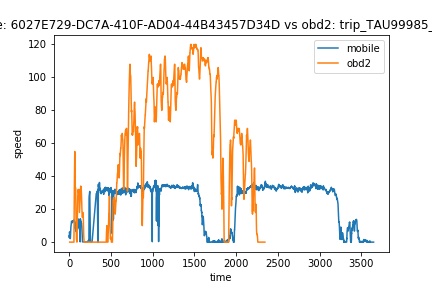 e: 6027E729-DC7A-410F-AD04-44B43457D34D vs obd2: trip_TAU99985_
mobile
obd2
120
100
80
60
40
20
0
speed
0 500 1000 1500 2000 2500 3000 3500
time